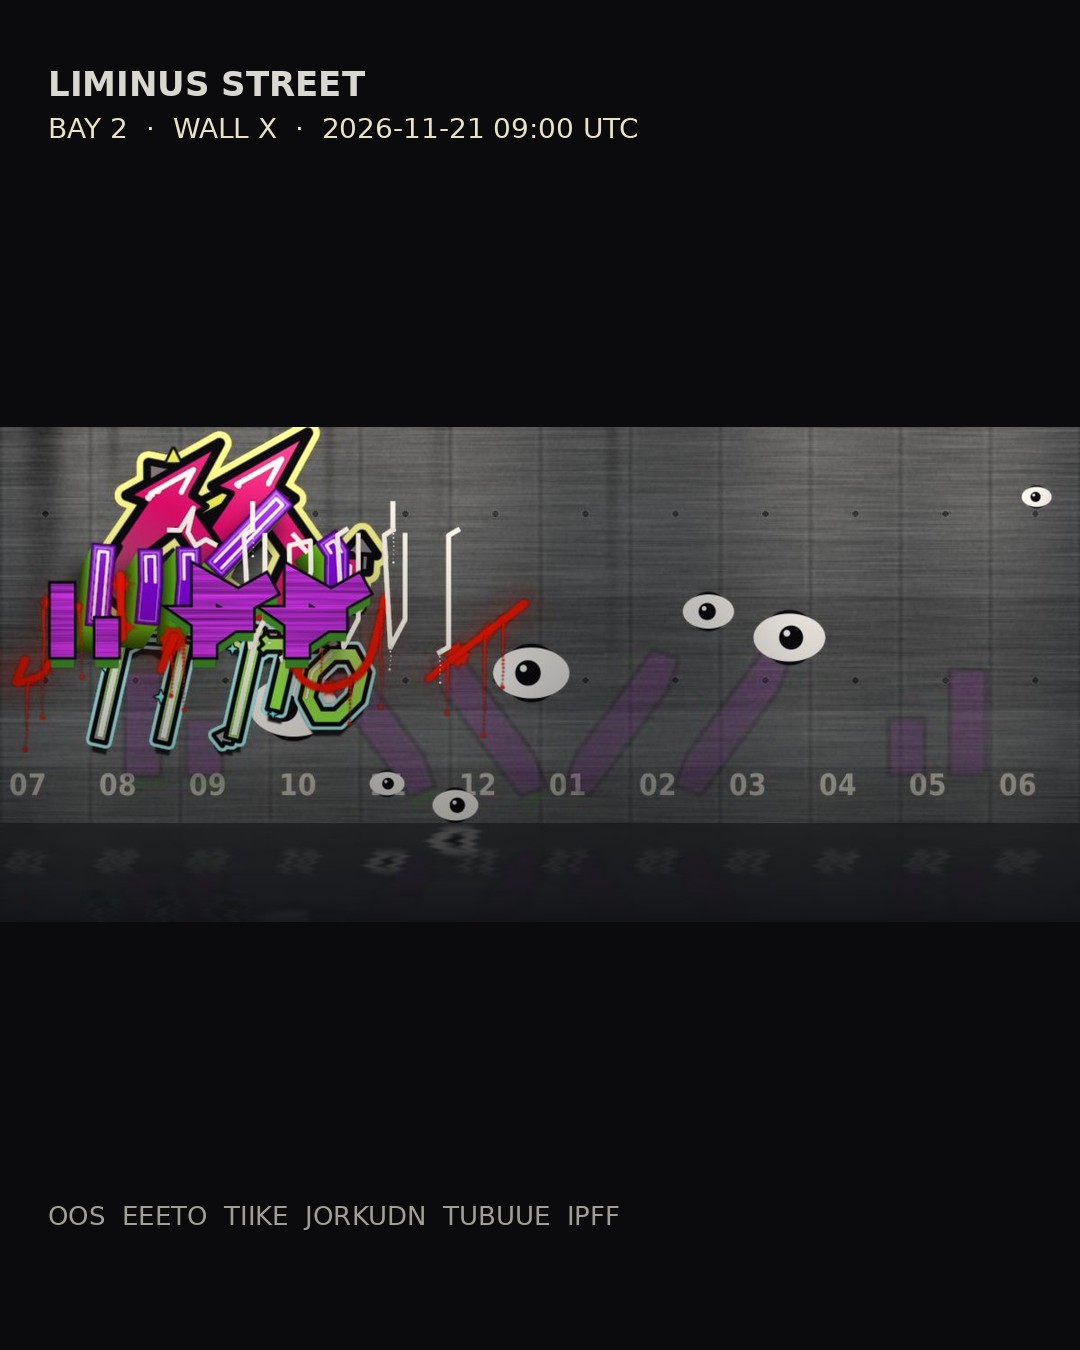 LIMINUS STREET
BAY 2 · WALL X · 2026-11-21 09:00 UTC
07 08 09 10 11 12 01 02 03 04 05 06
OOS EEETO TIIKE JORKUDN TUBUUE IPFF